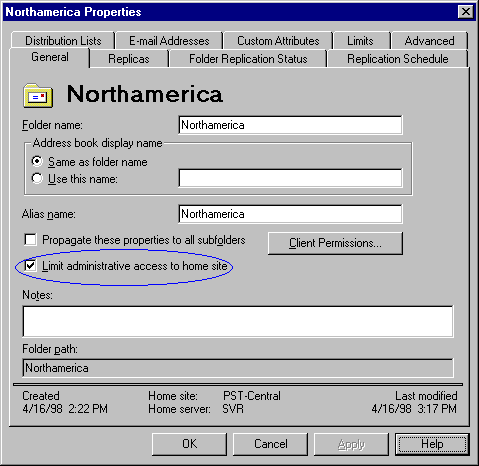 Northamerica Properties
Distribution Lists E-mail Addresses Custom Attributes Limits Advanced
General Replicas Folder Replication Status Replication Schedule
Northamerica
Folder name: Northamerica
Address book display name
Same as folder name
Use this name:
Alias name: Northamerica
Propagate these properties to all subfolders Client Permissions...
Limit administrative access to home site
Notes:
Folder path:
Northamerica
Created Home site: PST-Central Last modified
4/16/98 2:22 PM Home server: SVR 4/16/98 3:17 PM
OK Cancel Apply Help